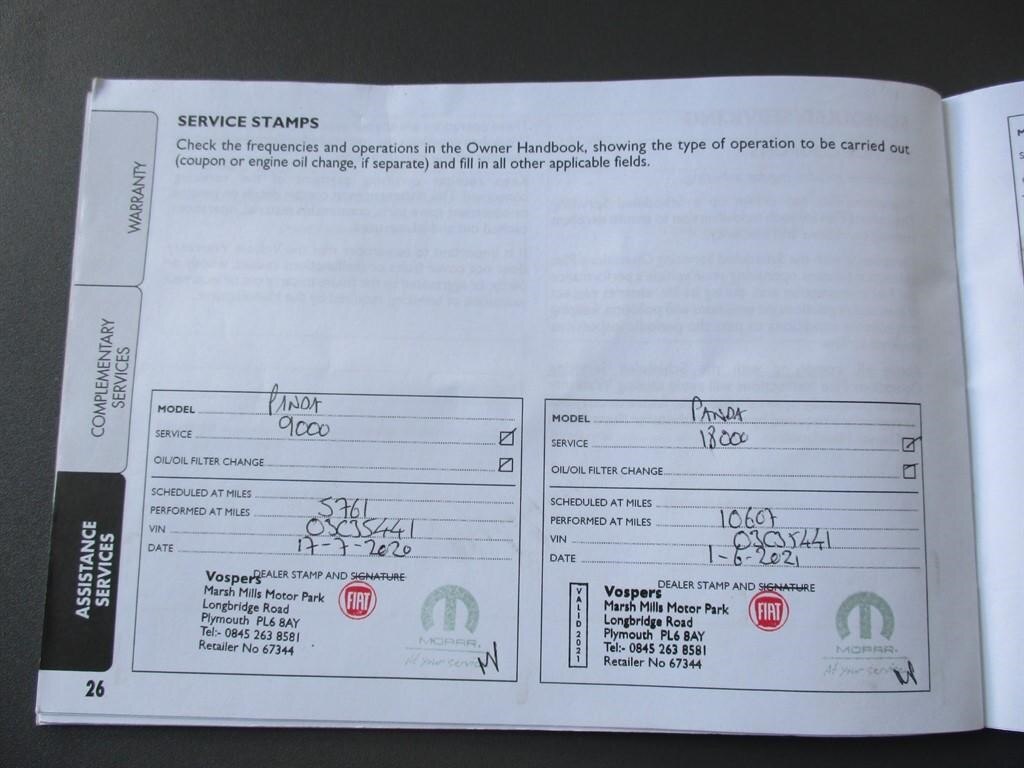 SERVICE STAMPS
Check the frequencies and operations in the Owner Handbook, showing the type of operation to be carried out
(coupon or engine oil change, if separate) and fill in all other applicable fields.
WARRANTY
COMPLEMENTARY
SERVICES
ASSISTANCE
SERVICES
MODEL PANDA
SERVICE 9000
OIL/OIL FILTER CHANGE
SCHEDULED AT MILES
PERFORMED AT MILES 5761
VIN 03C35441
DATE 17-7-2020
DEALER STAMP AND SIGNATURE
Vospers
Marsh Mills Motor Park
Longbridge Road
Plymouth PL6 8AY
Tel:- 0845 263 8581
Retailer No 67344
FIAT
MOPAR
At your service
MODEL PANDA
SERVICE 18000
OIL/OIL FILTER CHANGE
SCHEDULED AT MILES
PERFORMED AT MILES 10607
VIN 03C35441
DATE 1-6-2021
DEALER STAMP AND SIGNATURE
VALID 2021
Vospers
Marsh Mills Motor Park
Longbridge Road
Plymouth PL6 8AY
Tel:- 0845 263 8581
Retailer No 67344
FIAT
MOPAR
At your service
26